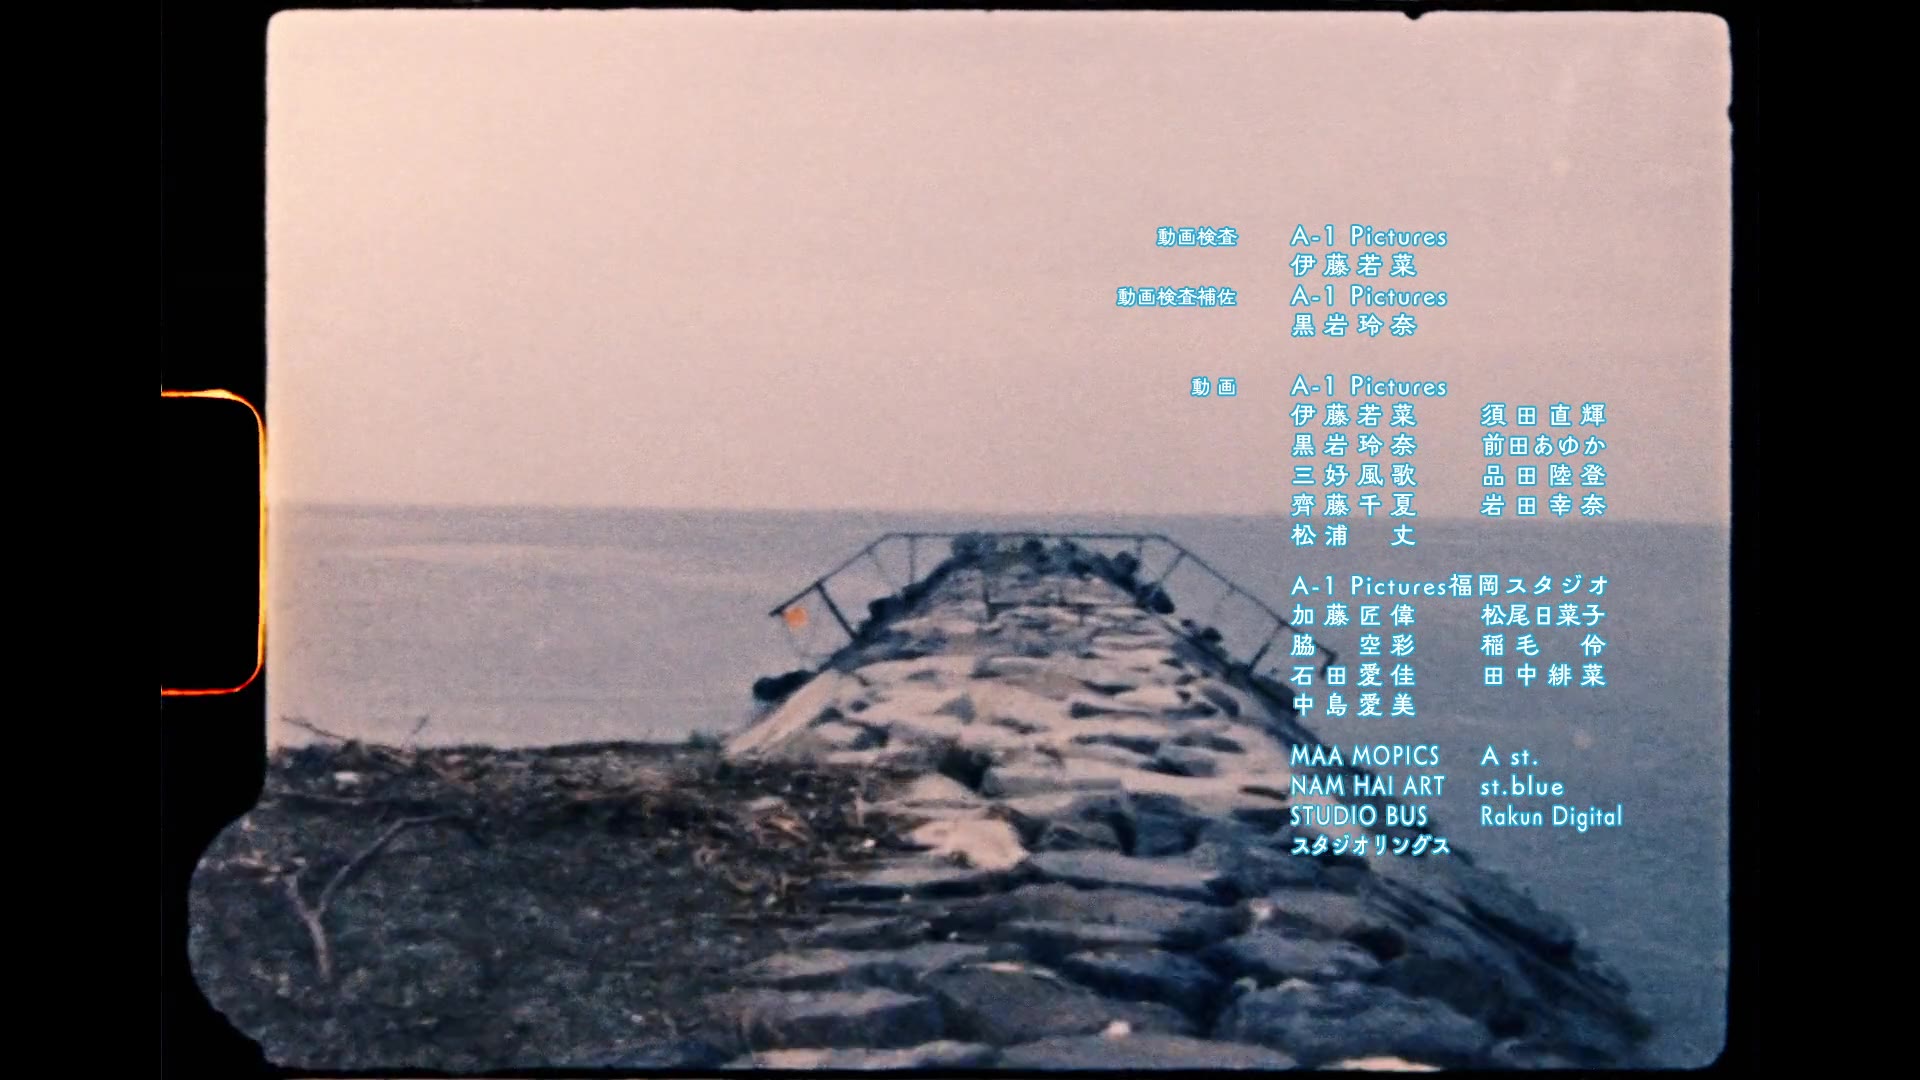 動画検査 A-1 Pictures
伊藤若菜
動画検査補佐 A-1 Pictures
黒岩玲奈
動画 A-1 Pictures
伊藤若菜 須田直輝
黒岩玲奈 前田あゆか
三好風歌 品田陸登
齊藤千夏 岩田幸奈
松浦 丈
A-1 Pictures福岡スタジオ
加藤匠偉 松尾日菜子
脇 空彩 稲毛 伶
石田愛佳 田中緋菜
中島愛美
MAA MOPICS A st.
NAM HAI ART st.blue
STUDIO BUS Rakun Digital
スタジオリングス